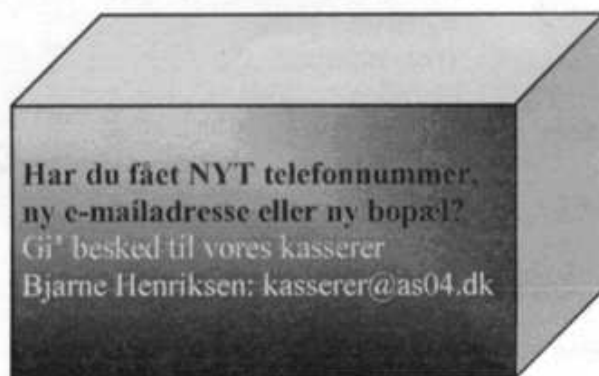 Har du fået NYT telefonnummer,
ny e-mailadresse eller ny bopæl?
Gi' besked til vores kasserer
Bjarne Henriksen: kasserer@as04.dk